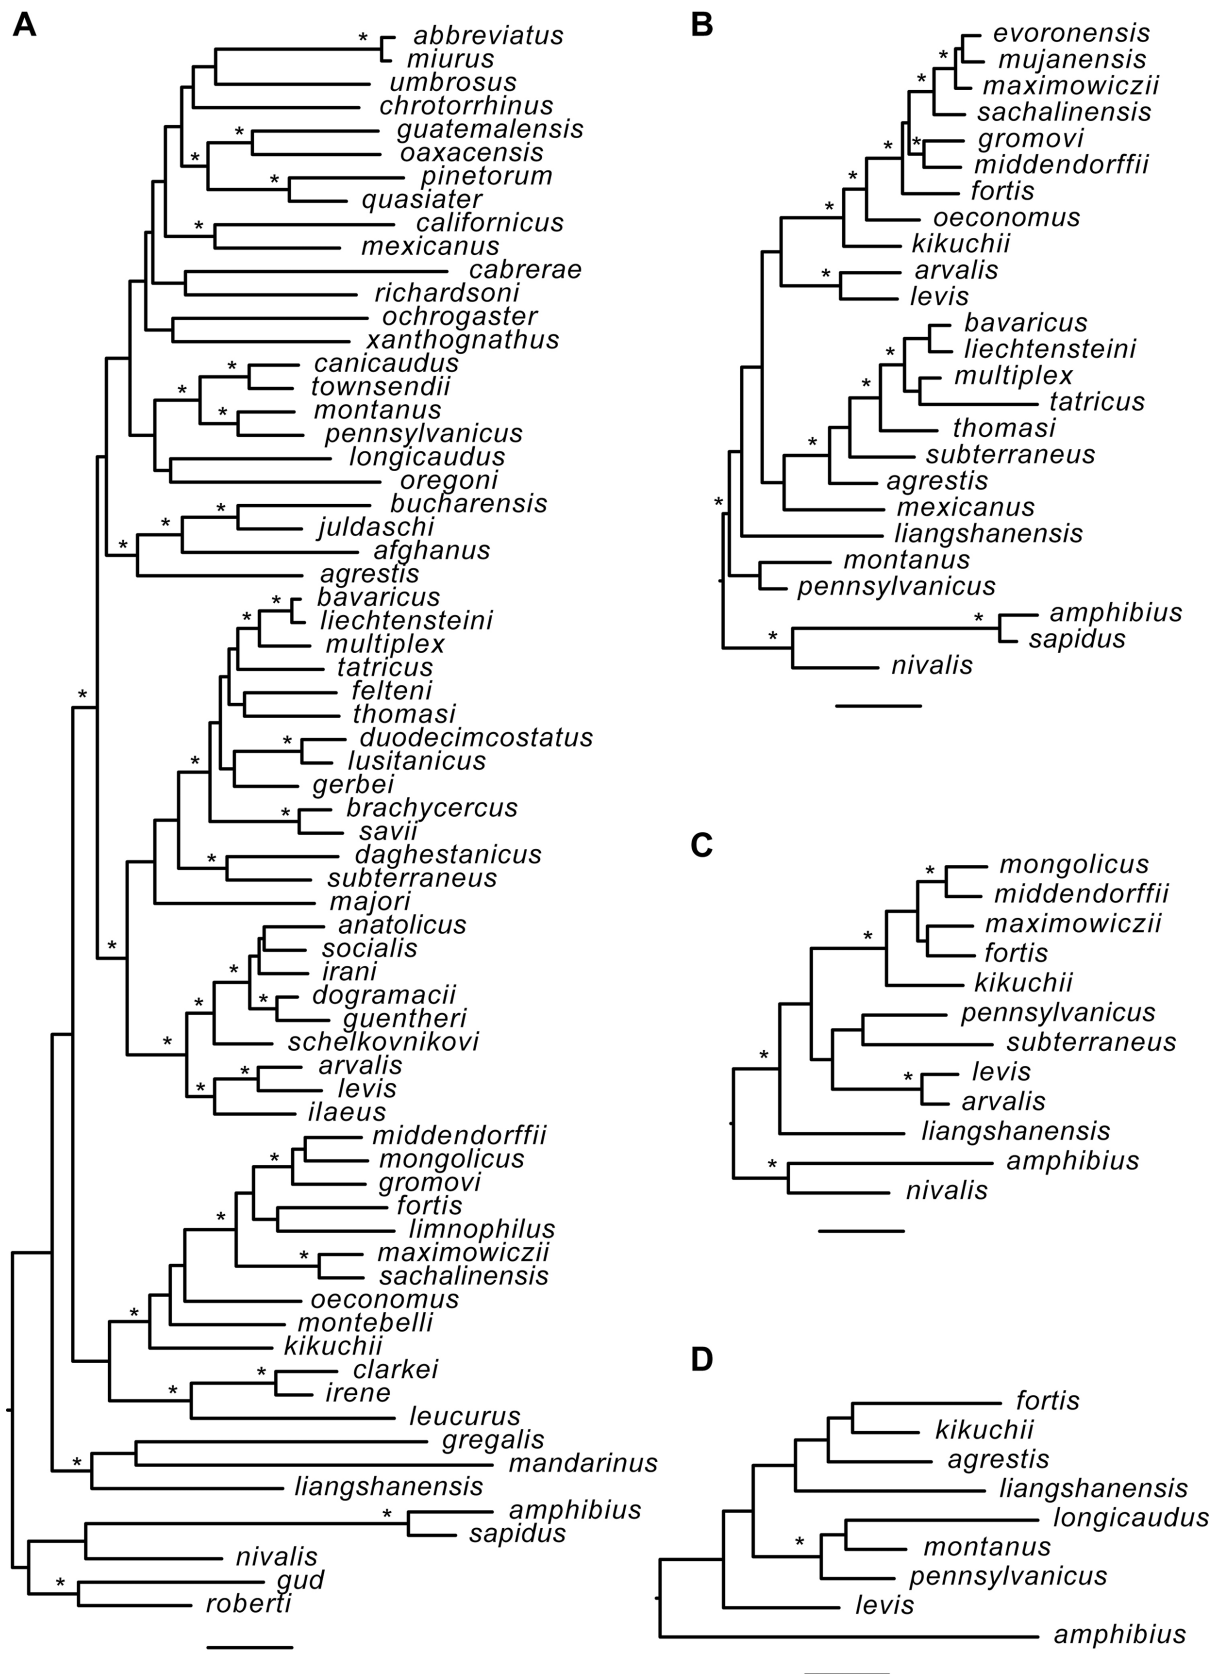 A
abbreviatus
miurus
umbrosus
chrotorrhinus
guatemalensis
oaxacensis
pinetorum
quasiater
californicus
mexicanus
cabrerae
richardsoni
ochrogaster
xanthognathus
canicaudus
townsendii
montanus
pennsylvanicus
longicaudus
oregoni
bucharensis
juldaschi
afghanus
agrestis
bavaricus
liechtensteini
multiplex
tatricus
felteni
thomasi
duodecimcostatus
lusitanicus
gerbei
brachycercus
savii
daghestanicus
subterraneus
majori
anatolicus
socialis
irani
dogramacii
guentheri
schelkovnikovi
arvalis
levis
ilaeus
middendorffii
mongolicus
gromovi
fortis
limnophilus
maximowiczii
sachalinensis
oeconomus
montebelli
kikuchii
clarkei
irene
leucurus
gregalis
mandarinus
liangshanensis
amphibius
sapidus
nivalis
gud
roberti
B
evoronensis
mujanensis
maximowiczii
sachalinensis
gromovi
middendorffii
fortis
oeconomus
kikuchii
arvalis
levis
bavaricus
liechtensteini
multiplex
tatricus
thomasi
subterraneus
agrestis
mexicanus
liangshanensis
montanus
pennsylvanicus
amphibius
sapidus
nivalis
C
mongolicus
middendorffii
maximowiczii
fortis
kikuchii
pennsylvanicus
subterraneus
levis
arvalis
liangshanensis
amphibius
nivalis
D
fortis
kikuchii
agrestis
liangshanensis
longicaudus
montanus
pennsylvanicus
levis
amphibius